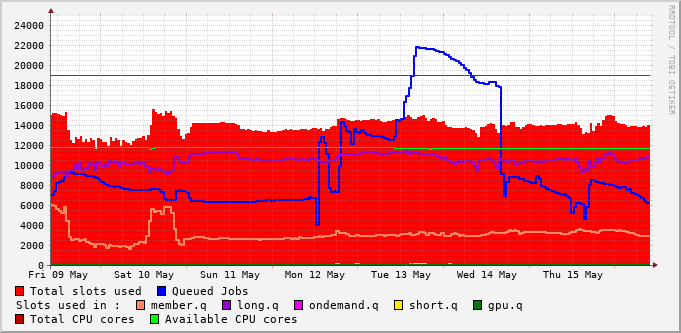 24000
22000
20000
18000
16000
14000
12000
10000
8000
6000
4000
2000
0
Fri 09 May Sat 10 May Sun 11 May Mon 12 May Tue 13 May Wed 14 May Thu 15 May
RRDTOOL / TOBI OETIKER
Total slots used Queued Jobs
Slots used in : member.q long.q ondemand.q short.q gpu.q
Total CPU cores Available CPU cores